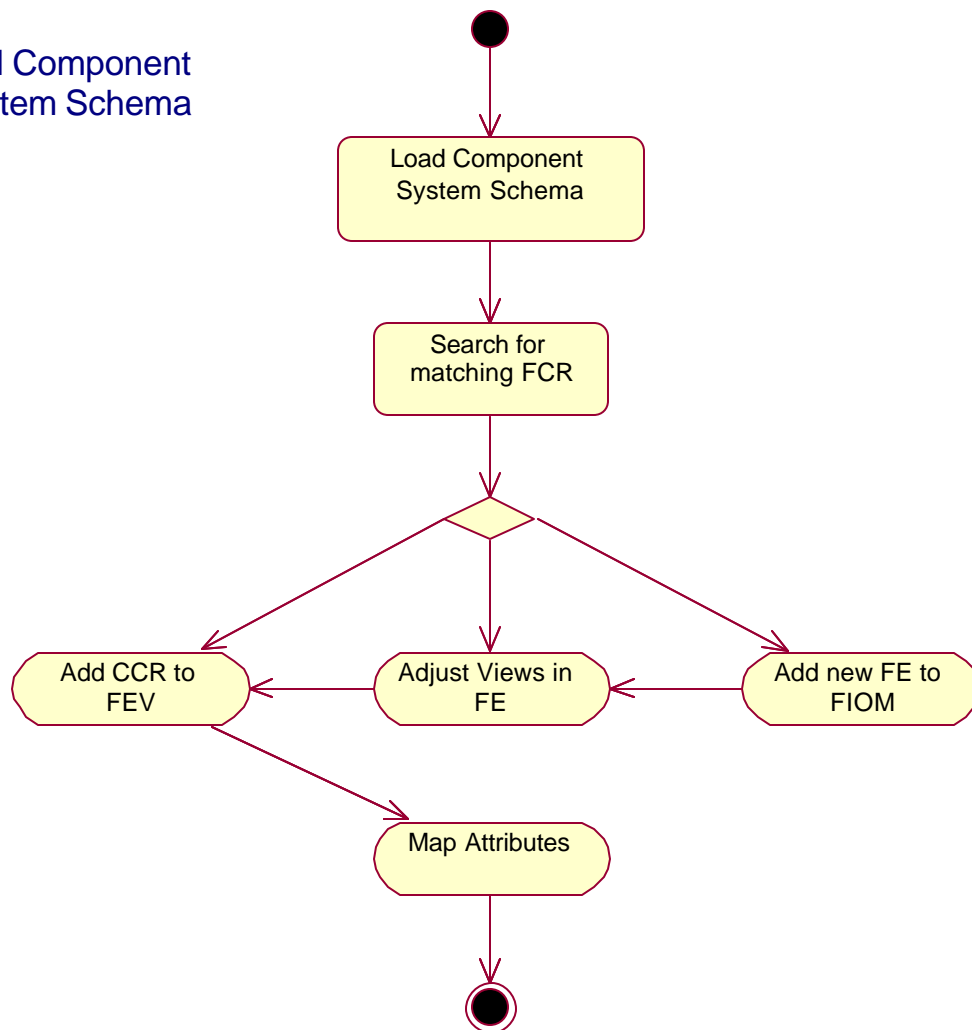 Component
tem Schema
Load Component
System Schema
Search for
matching FCR
Add CCR to
FEV
Adjust Views in
FE
Add new FE to
FIOM
Map Attributes